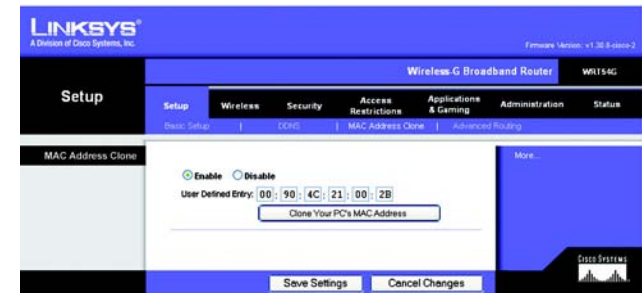 LINKSYS®
A Division of Cisco Systems, Inc.
Firmware Version: v1.30.8-cisco-2
Wireless-G Broadband Router WRT54G
Setup
Setup Wireless Security Access Restrictions Applications & Gaming Administration Status
Basic Setup | DDNS | MAC Address Clone | Advanced Routing
MAC Address Clone
More...
Enable Disable
User Defined Entry: 00 : 90 : 4C : 21 : 00 : 2B
Clone Your PC's MAC Address
CISCO SYSTEMS
Save Settings Cancel Changes